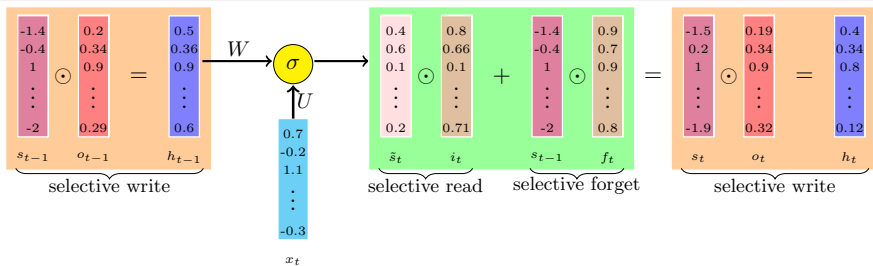 -1.4 0.2 0.5 0.4 0.8 -1.4 0.9 -1.5 0.19 0.4
-0.4 0.34 0.36 W 0.6 0.66 -0.4 0.7 0.2 0.34 0.34
1 ⊙ 0.9 = 0.9 σ 0.1 ⊙ 0.1 + 1 ⊙ 0.9 = 1 ⊙ 0.9 = 0.8
⋮ ⋮ ⋮ U ⋮ ⋮ ⋮ ⋮ ⋮ ⋮ ⋮
-2 0.29 0.6 0.2 0.71 -2 0.8 -1.9 0.32 0.12
s_{t−1} o_{t−1} h_{t−1} s̃_t i_t s_{t−1} f_t s_t o_t h_t
selective write selective read selective forget selective write
0.7
-0.2
1.1
⋮
-0.3
x_t